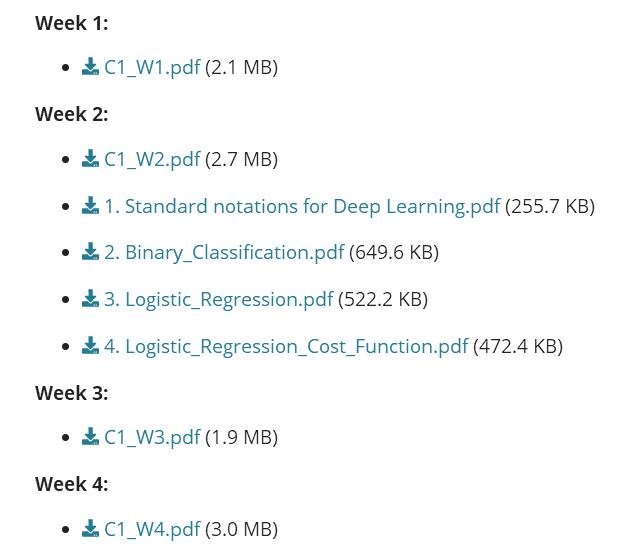 Week 1:
C1_W1.pdf (2.1 MB)
Week 2:
C1_W2.pdf (2.7 MB)
1. Standard notations for Deep Learning.pdf (255.7 KB)
2. Binary_Classification.pdf (649.6 KB)
3. Logistic_Regression.pdf (522.2 KB)
4. Logistic_Regression_Cost_Function.pdf (472.4 KB)
Week 3:
C1_W3.pdf (1.9 MB)
Week 4:
C1_W4.pdf (3.0 MB)